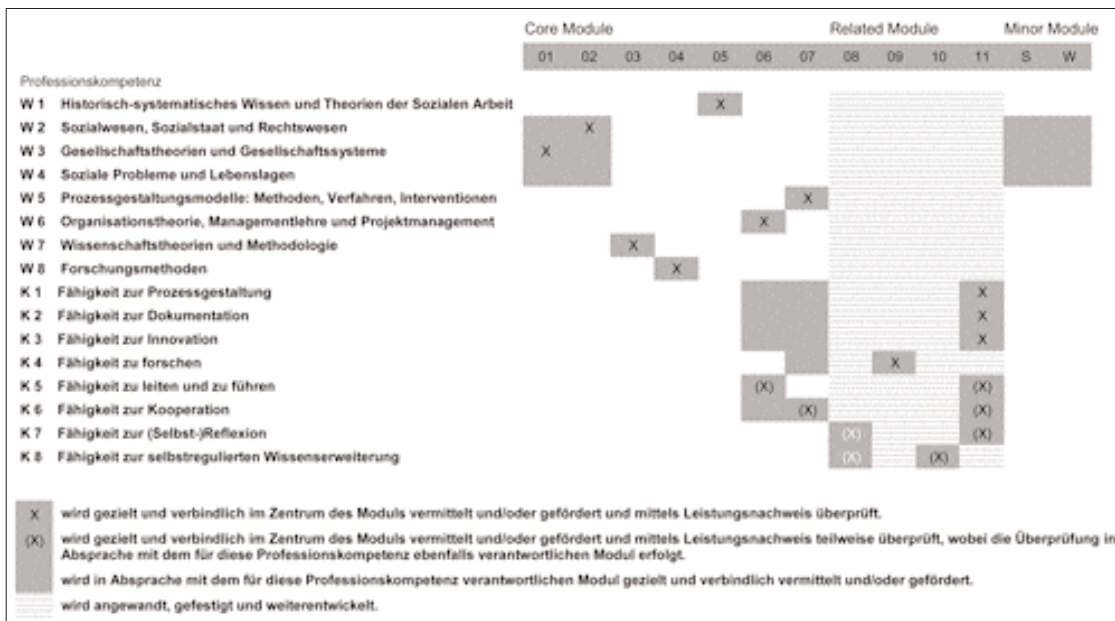 Core Module Related Module Minor Module
01 02 03 04 05 06 07 08 09 10 11 S W
Professionskompetenz
W 1 Historisch-systematisches Wissen und Theorien der Sozialen Arbeit X
W 2 Sozialwesen, Sozialstaat und Rechtswesen X
W 3 Gesellschaftstheorien und Gesellschaftssysteme X
W 4 Soziale Probleme und Lebenslagen
W 5 Prozessgestaltungsmodelle: Methoden, Verfahren, Interventionen X
W 6 Organisationstheorie, Managementlehre und Projektmanagement X
W 7 Wissenschaftstheorien und Methodologie X
W 8 Forschungsmethoden X
K 1 Fähigkeit zur Prozessgestaltung X
K 2 Fähigkeit zur Dokumentation X
K 3 Fähigkeit zur Innovation X
K 4 Fähigkeit zu forschen X
K 5 Fähigkeit zu leiten und zu führen (X) (X)
K 6 Fähigkeit zur Kooperation (X) (X)
K 7 Fähigkeit zur (Selbst-)Reflexion (X) (X)
K 8 Fähigkeit zur selbstregulierten Wissenserweiterung (X) (X)
X wird gezielt und verbindlich im Zentrum des Moduls vermittelt und/oder gefördert und mittels Leistungsnachweis überprüft.
(X) wird gezielt und verbindlich im Zentrum des Moduls vermittelt und/oder gefördert und mittels Leistungsnachweis teilweise überprüft, wobei die Überprüfung in
Absprache mit dem für diese Professionskompetenz ebenfalls verantwortlichen Modul erfolgt.
wird in Absprache mit dem für diese Professionskompetenz verantwortlichen Modul gezielt und verbindlich vermittelt und/oder gefördert.
wird angewandt, gefestigt und weiterentwickelt.